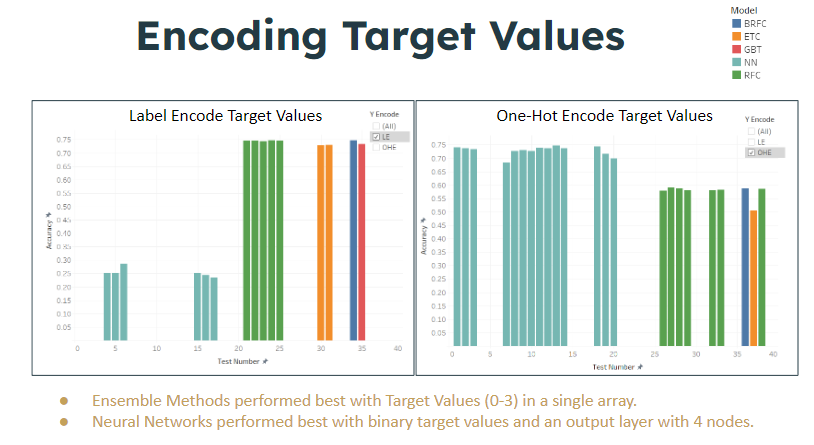 Encoding Target Values
Model
BRFC
ETC
GBT
NN
RFC
Label Encode Target Values
Y Encode
(All)
LE
OHE
Accuracy
0.75
0.70
0.65
0.60
0.55
0.50
0.45
0.40
0.35
0.30
0.25
0.20
0.15
0.10
0.05
0 5 10 15 20 25 30 35 40
Test Number
One-Hot Encode Target Values
Y Encode
(All)
LE
OHE
Accuracy
0.75
0.70
0.65
0.60
0.55
0.50
0.45
0.40
0.35
0.30
0.25
0.20
0.15
0.10
0.05
0 5 10 15 20 25 30 35 40
Test Number
● Ensemble Methods performed best with Target Values (0-3) in a single array.
● Neural Networks performed best with binary target values and an output layer with 4 nodes.